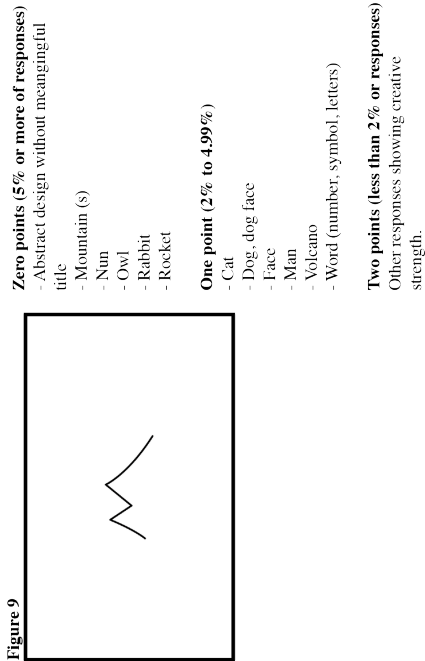 Figure 9
Zero points (5% or more of responses)
- Abstract design without meangingful
title
- Mountain (s)
- Nun
- Owl
- Rabbit
- Rocket
One point (2% to 4.99%)
- Cat
- Dog, dog face
- Face
- Man
- Volcano
- Word (number, symbol, letters)
Two points (less than 2% or responses)
Other responses showing creative
strength.